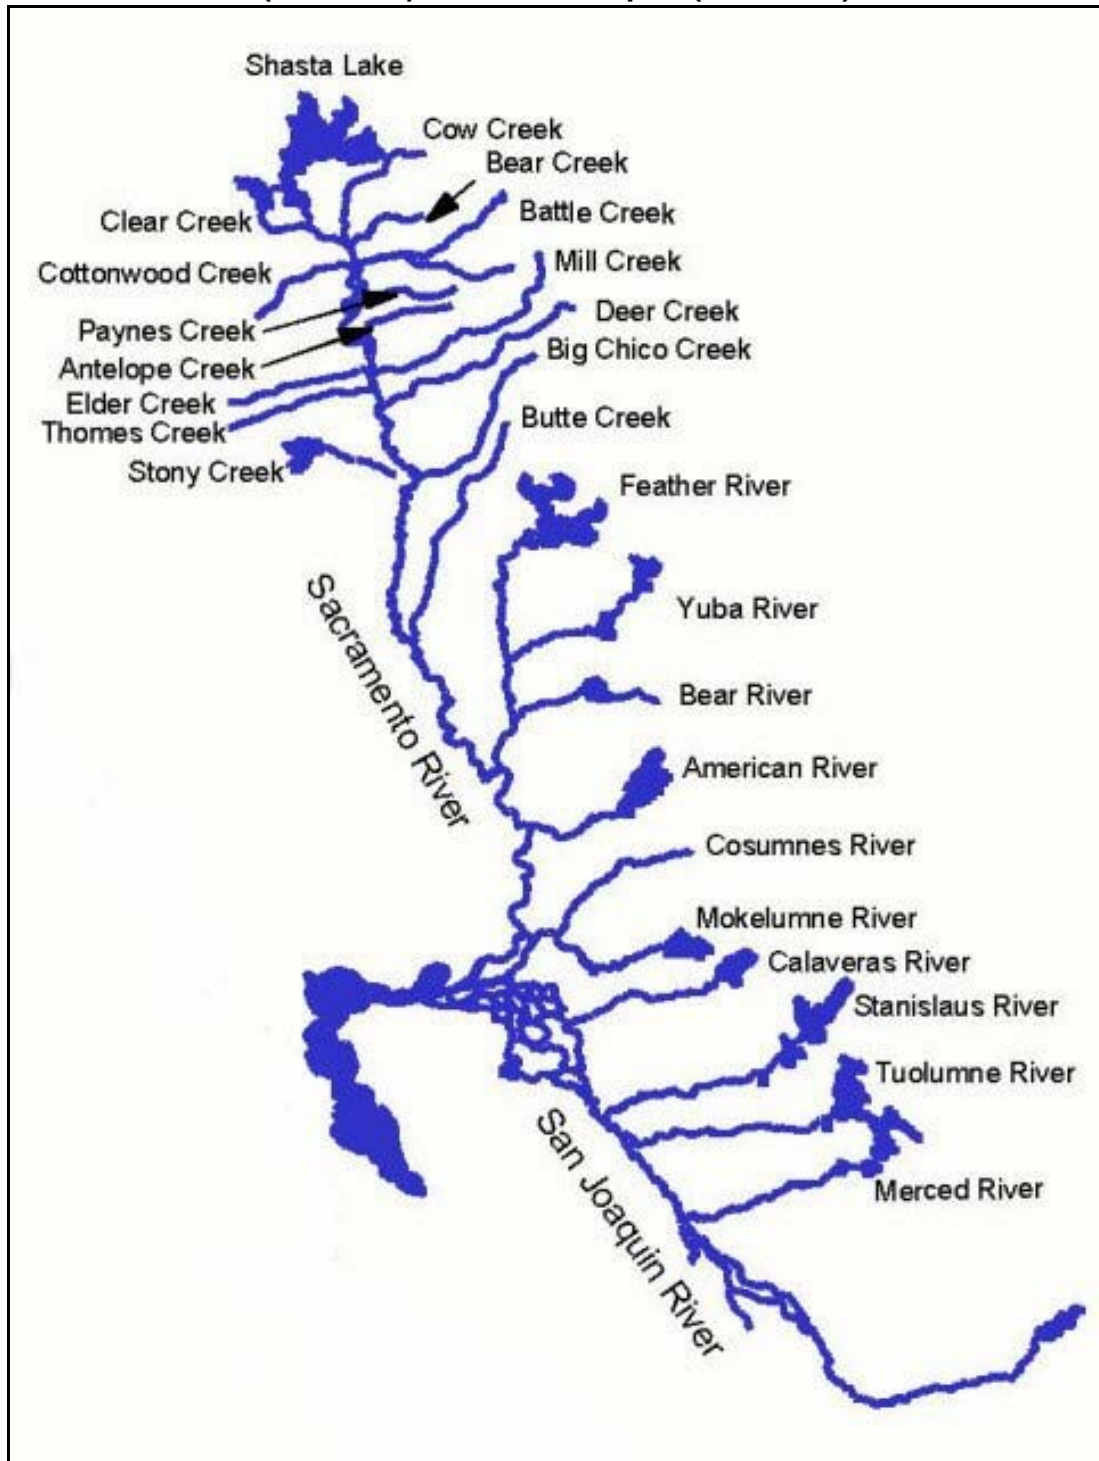 Shasta Lake
Cow Creek
Bear Creek
Clear Creek
Battle Creek
Cottonwood Creek
Mill Creek
Paynes Creek
Deer Creek
Antelope Creek
Big Chico Creek
Elder Creek
Thomes Creek
Butte Creek
Stony Creek
Feather River
Sacramento River
Yuba River
Bear River
American River
Cosumnes River
Mokelumne River
Calaveras River
Stanislaus River
Tuolumne River
San Joaquin River
Merced River